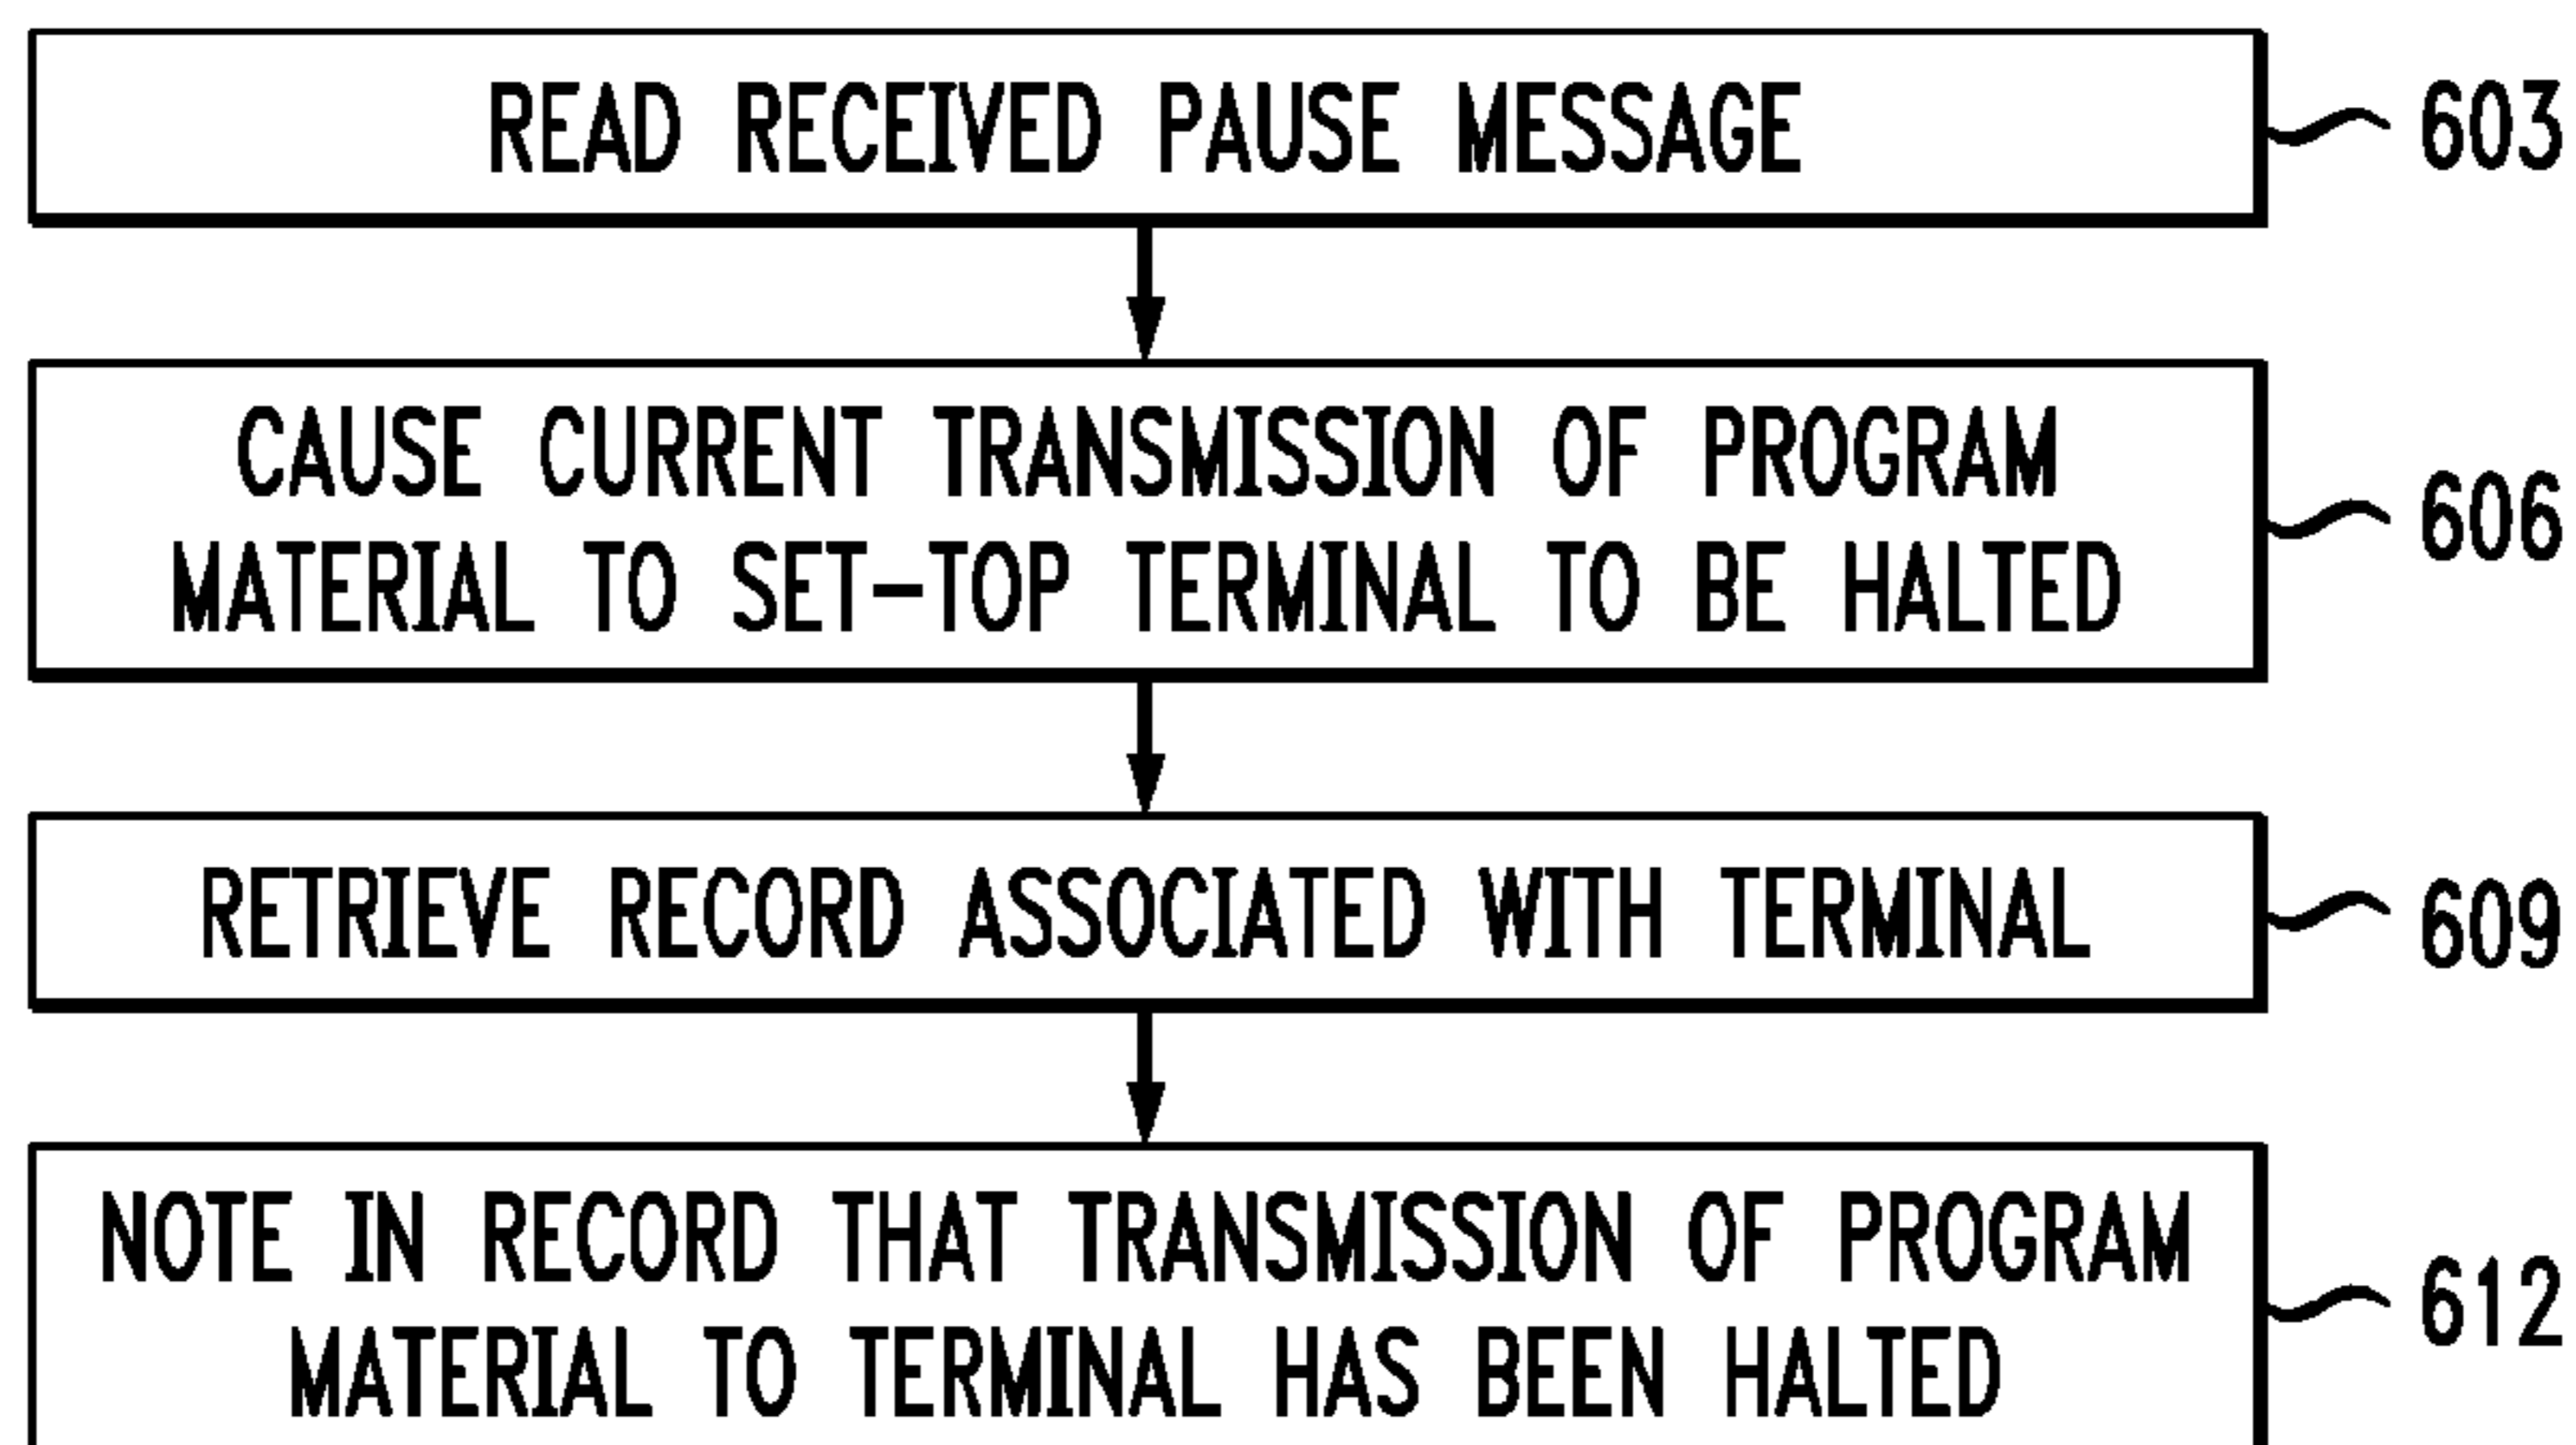 READ RECEIVED PAUSE MESSAGE
603
CAUSE CURRENT TRANSMISSION OF PROGRAM
MATERIAL TO SET-TOP TERMINAL TO BE HALTED
606
RETRIEVE RECORD ASSOCIATED WITH TERMINAL
609
NOTE IN RECORD THAT TRANSMISSION OF PROGRAM
MATERIAL TO TERMINAL HAS BEEN HALTED
612